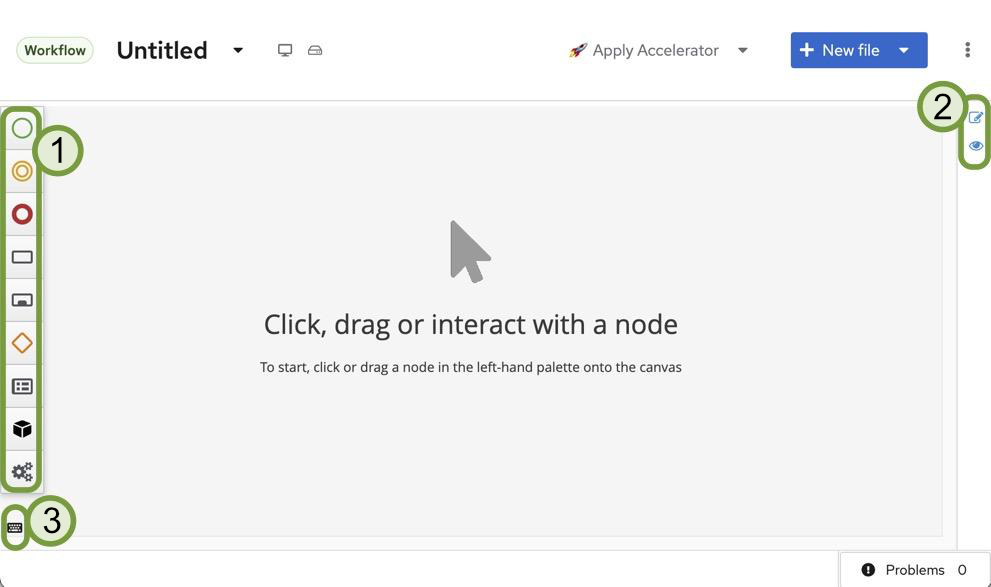 Workflow
Untitled
Apply Accelerator
New file
1
2
Click, drag or interact with a node
To start, click or drag a node in the left-hand palette onto the canvas
3
Problems 0